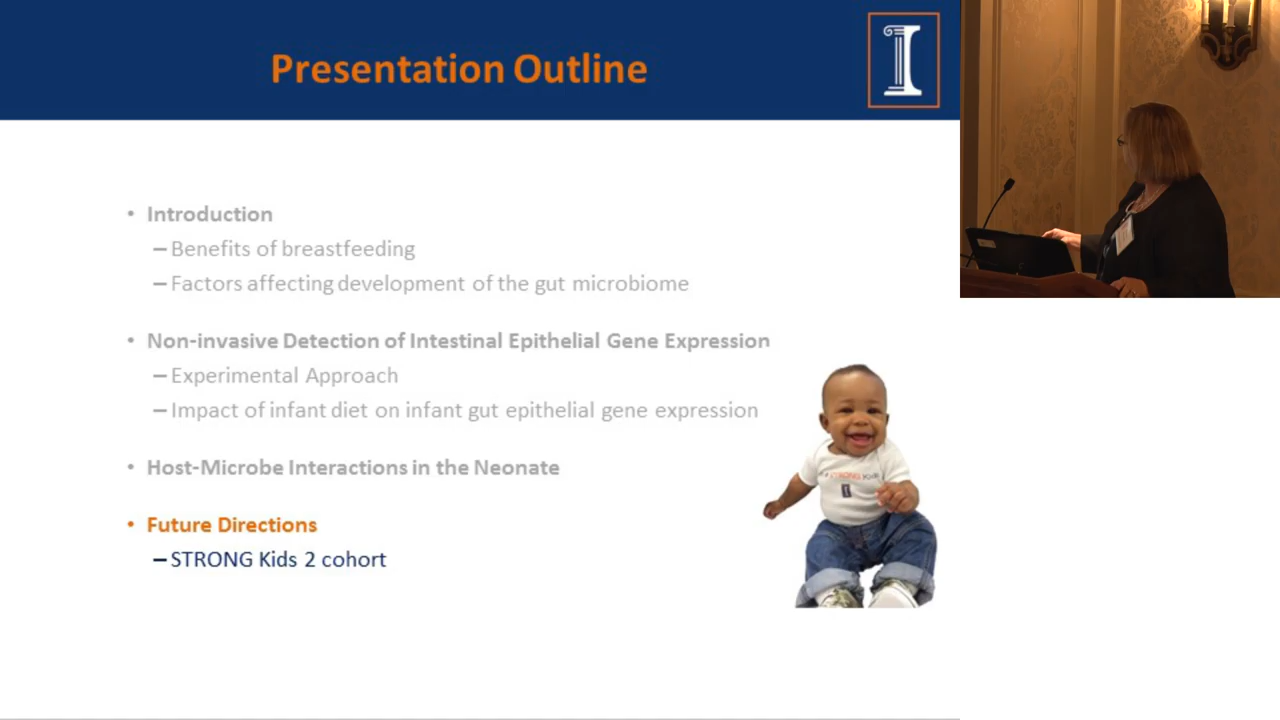 Presentation Outline
I
• Introduction
– Benefits of breastfeeding
– Factors affecting development of the gut microbiome
• Non-invasive Detection of Intestinal Epithelial Gene Expression
– Experimental Approach
– Impact of infant diet on infant gut epithelial gene expression
• Host-Microbe Interactions in the Neonate
• Future Directions
– STRONG Kids 2 cohort
STRONG Kids
I